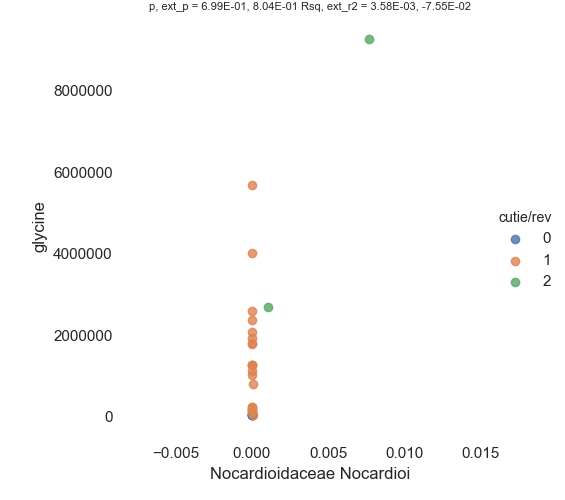 p, ext_p = 6.99E-01, 8.04E-01 Rsq, ext_r2 = 3.58E-03, -7.55E-02
8000000
6000000
4000000
2000000
0
glycine
cutie/rev
0
1
2
−0.005 0.000 0.005 0.010 0.015
Nocardioidaceae Nocardioi